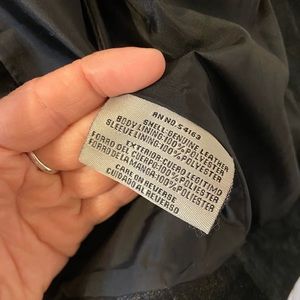 RN NO. 54163
SHELL: GENUINE LEATHER
BODY LINING: 100% POLYESTER
SLEEVE LINING: 100% POLYESTER
EXTERIOR: CUERO LEGITIMO
FORRO DEL CUERPO: 100% POLIESTER
FORRO DE LA MANGA: 100% POLIESTER
CARE ON REVERSE
CUIDADO AL REVERSO